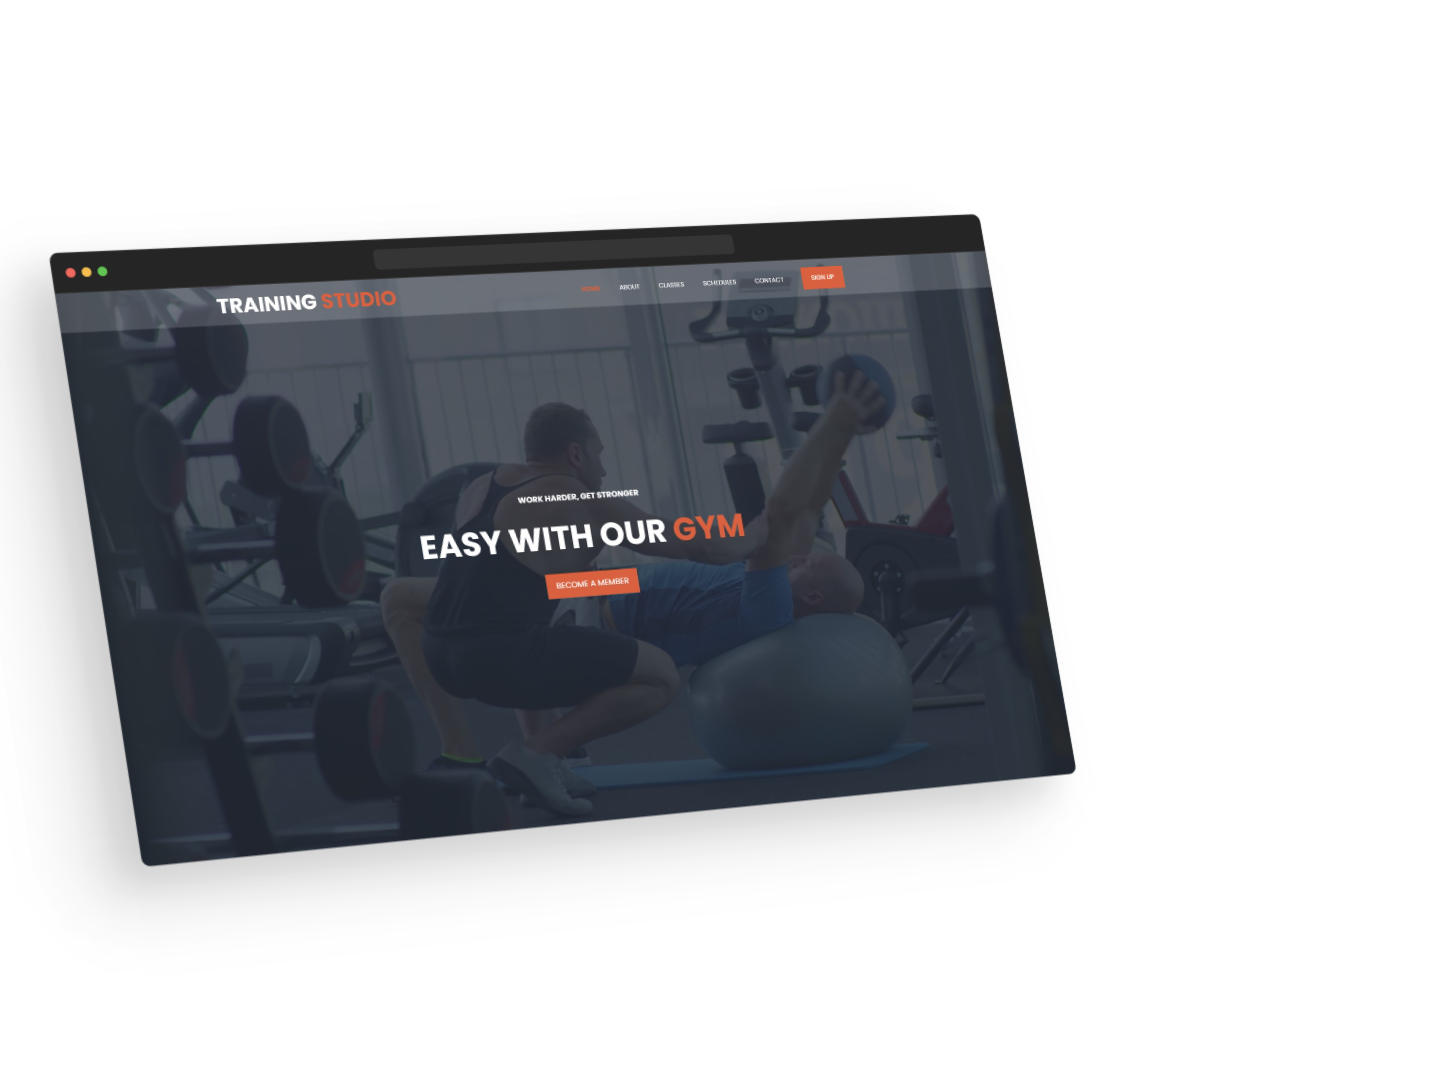 TRAINING STUDIO
HOME ABOUT CLASSES SCHEDULES CONTACT SIGN UP
WORK HARDER, GET STRONGER
EASY WITH OUR GYM
BECOME A MEMBER